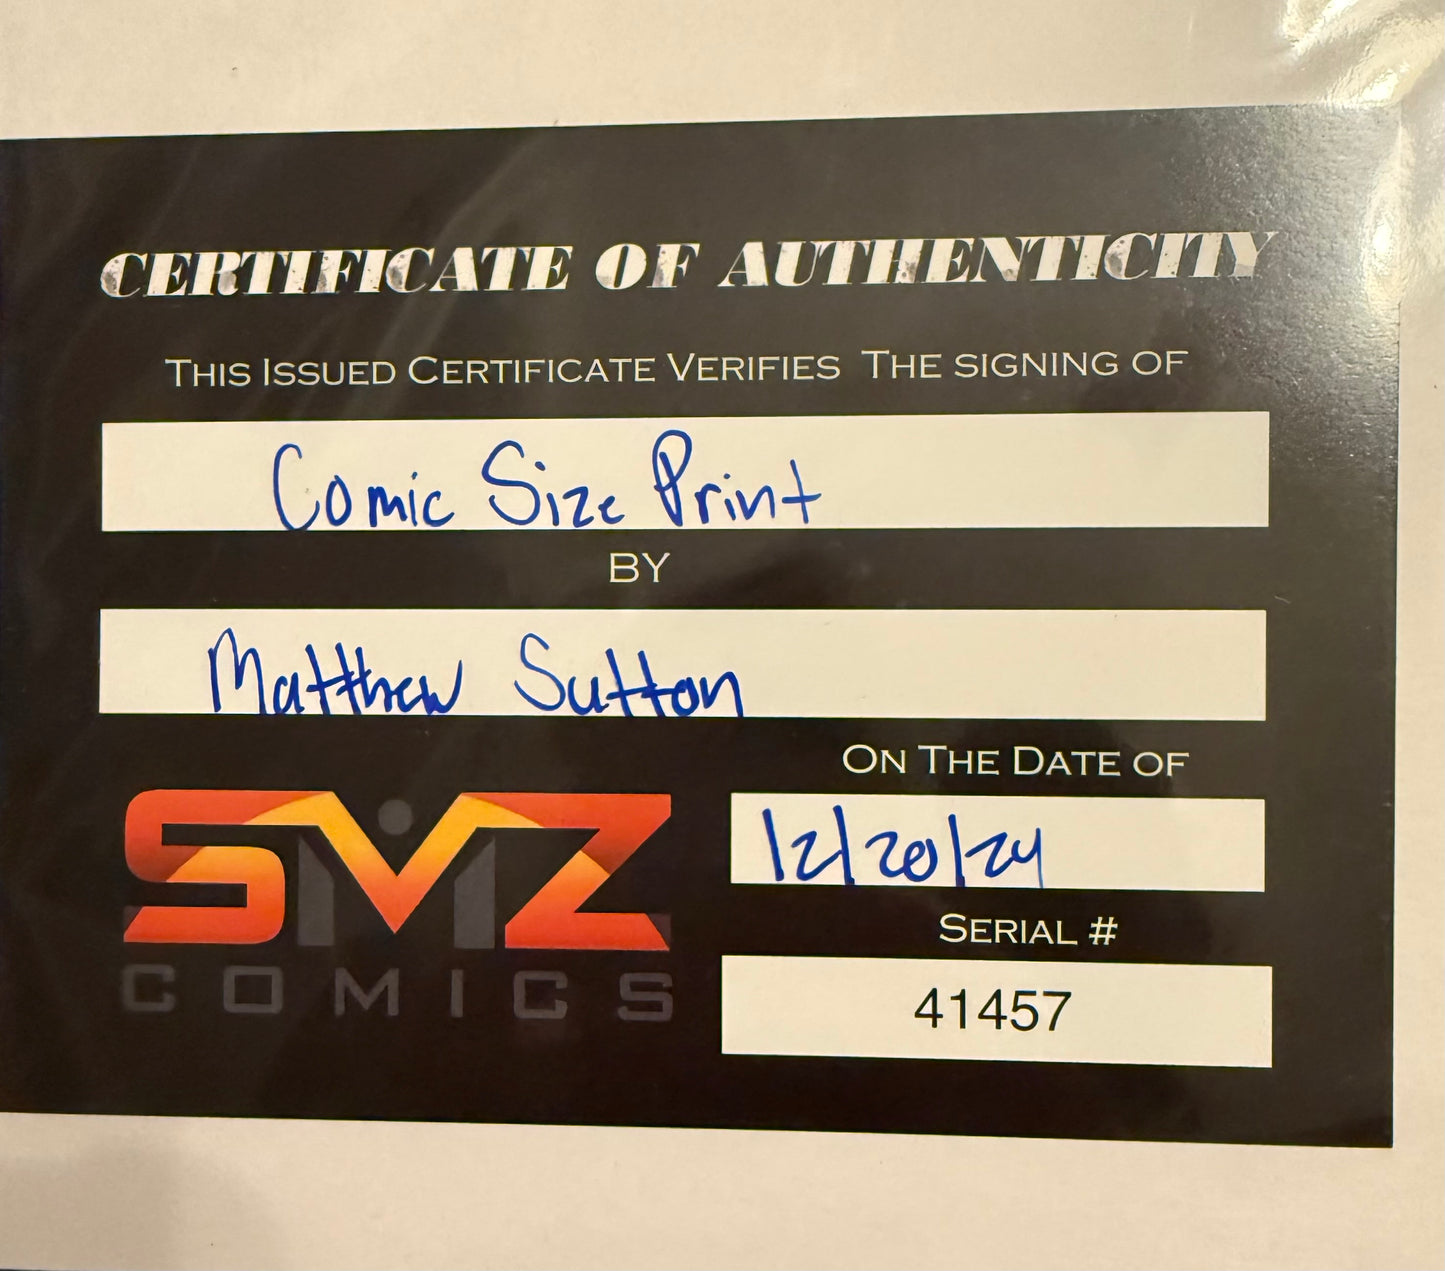 CERTIFICATE OF AUTHENTICITY
THIS ISSUED CERTIFICATE VERIFIES THE SIGNING OF
Comic Size Print
BY
Matthew Sutton
ON THE DATE OF
12/20/24
SERIAL #
41457
SMZ
COMICS